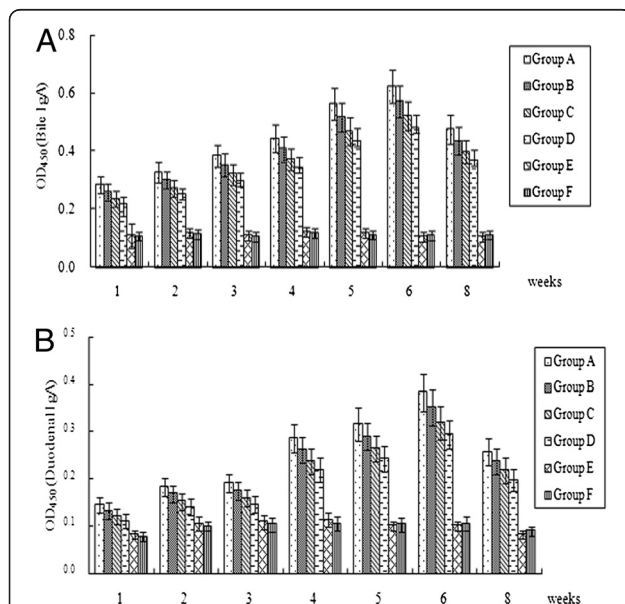 A
OD450 (Bile IgA)
0.8
0.6
0.4
0.2
0.0
Group A
Group B
Group C
Group D
Group E
Group F
1 2 3 4 5 6 8 weeks
B
OD450 (Duodenal IgA)
0.5
0.4
0.3
0.2
0.1
0.0
Group A
Group B
Group C
Group D
Group E
Group F
1 2 3 4 5 6 8 weeks